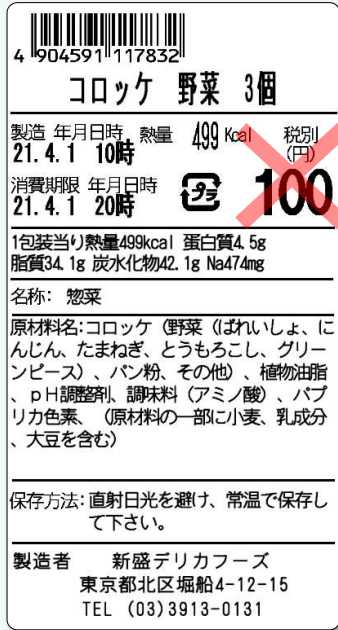 4 904591 117832
コロッケ 野菜 3個
製造 年月日時 熱量 499 Kcal 税別
21.4.1 10時 (円)
消費期限 年月日時 プラ 100
21.4.1 20時
1包装当り熱量499kcal 蛋白質4.5g
脂質34.1g 炭水化物42.1g Na474mg
名称: 惣菜
原材料名:コロッケ（野菜（ばれいしょ、に
んじん、たまねぎ、とうもろこし、グリー
ンピース）、パン粉、その他）、植物油脂
、pH調整剤、調味料（アミノ酸）、パプ
リカ色素、（原材料の一部に小麦、乳成分
、大豆を含む）
保存方法:直射日光を避け、常温で保存し
て下さい。
製造者 新盛デリカフーズ
東京都北区堀船4-12-15
TEL (03)3913-0131